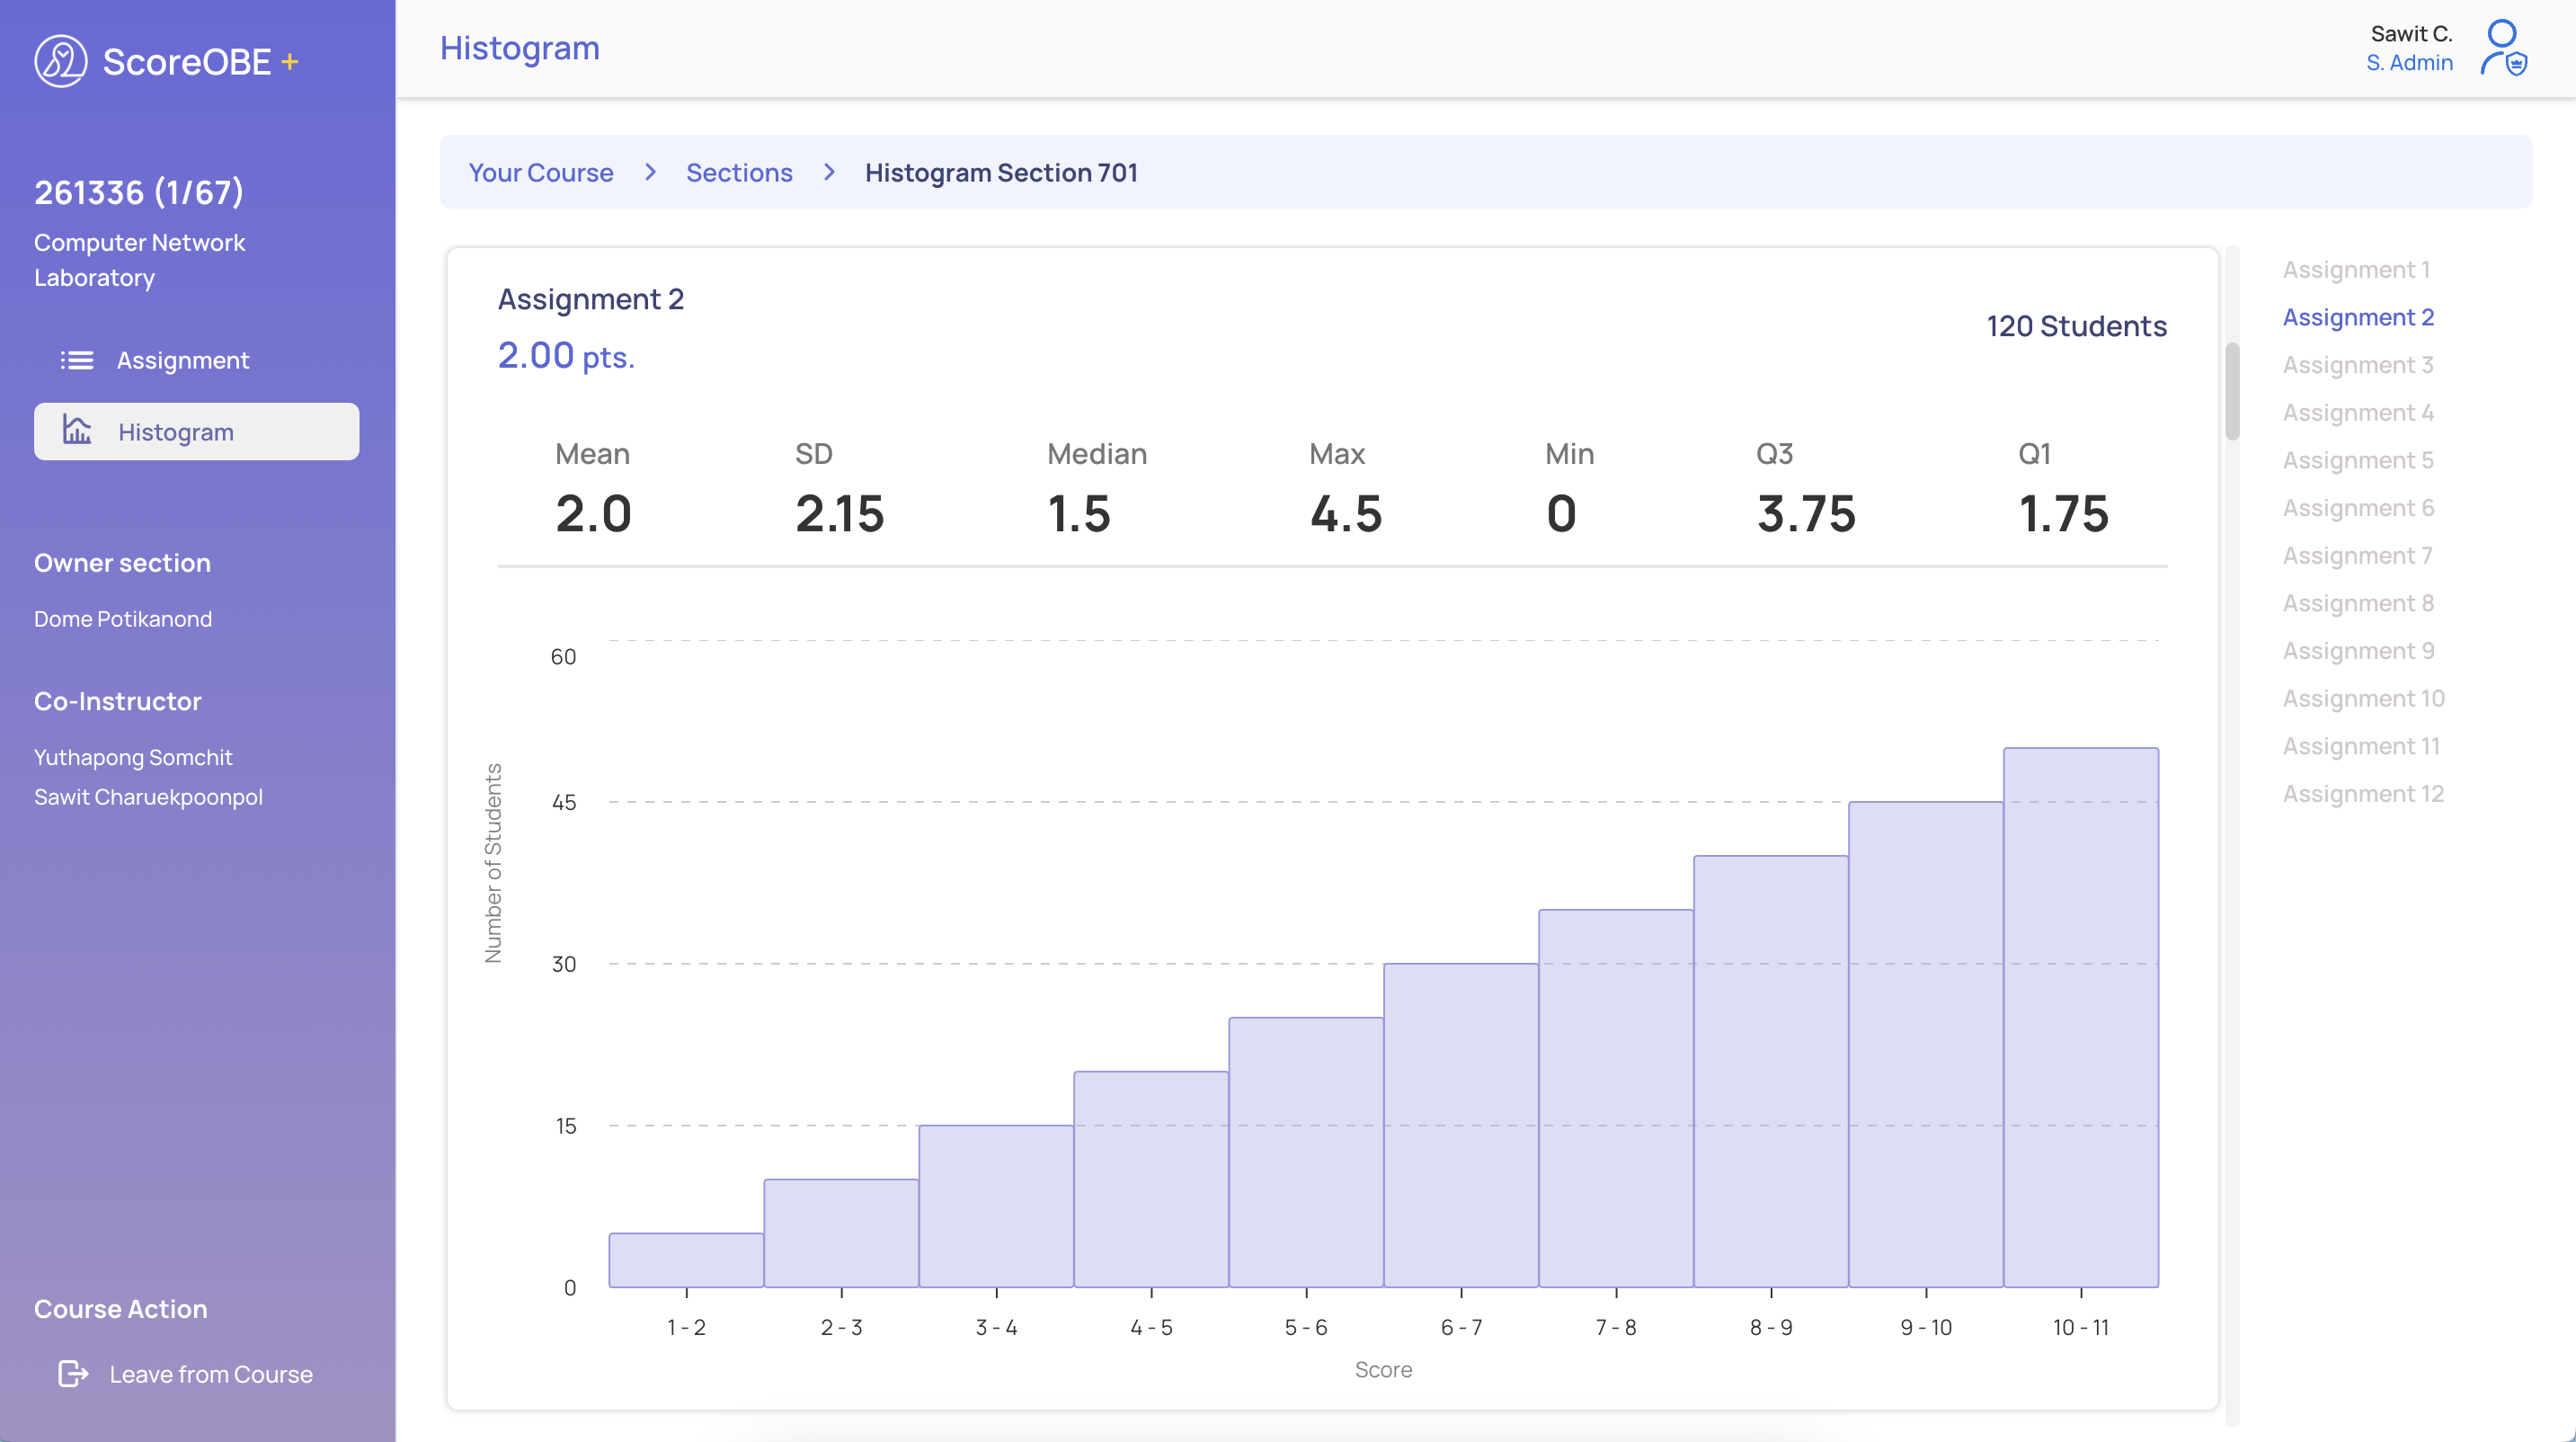 ScoreOBE +
261336 (1/67)
Computer Network
Laboratory
Assignment
Histogram
Owner section
Dome Potikanond
Co-Instructor
Yuthapong Somchit
Sawit Charuekpoonpol
Course Action
Leave from Course
Histogram
Sawit C.
S. Admin
Your Course > Sections > Histogram Section 701
Assignment 2
2.00 pts.
120 Students
Mean SD Median Max Min Q3 Q1
2.0 2.15 1.5 4.5 0 3.75 1.75
Number of Students
60
45
30
15
0
1 - 2 2 - 3 3 - 4 4 - 5 5 - 6 6 - 7 7 - 8 8 - 9 9 - 10 10 - 11
Score
Assignment 1
Assignment 2
Assignment 3
Assignment 4
Assignment 5
Assignment 6
Assignment 7
Assignment 8
Assignment 9
Assignment 10
Assignment 11
Assignment 12